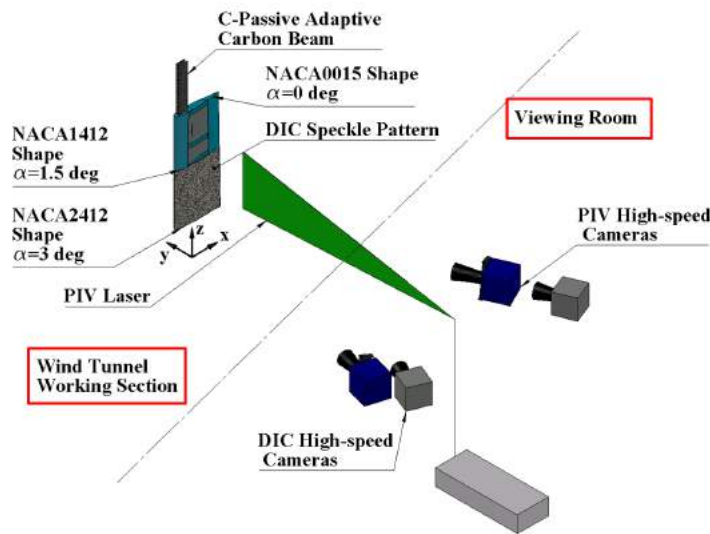 C-Passive Adaptive
Carbon Beam
NACA0015 Shape
α=0 deg
NACA1412
Shape
α=1.5 deg
DIC Speckle Pattern
Viewing Room
NACA2412
Shape
α=3 deg
z
x
y
PIV High-speed
Cameras
PIV Laser
Wind Tunnel
Working Section
DIC High-speed
Cameras